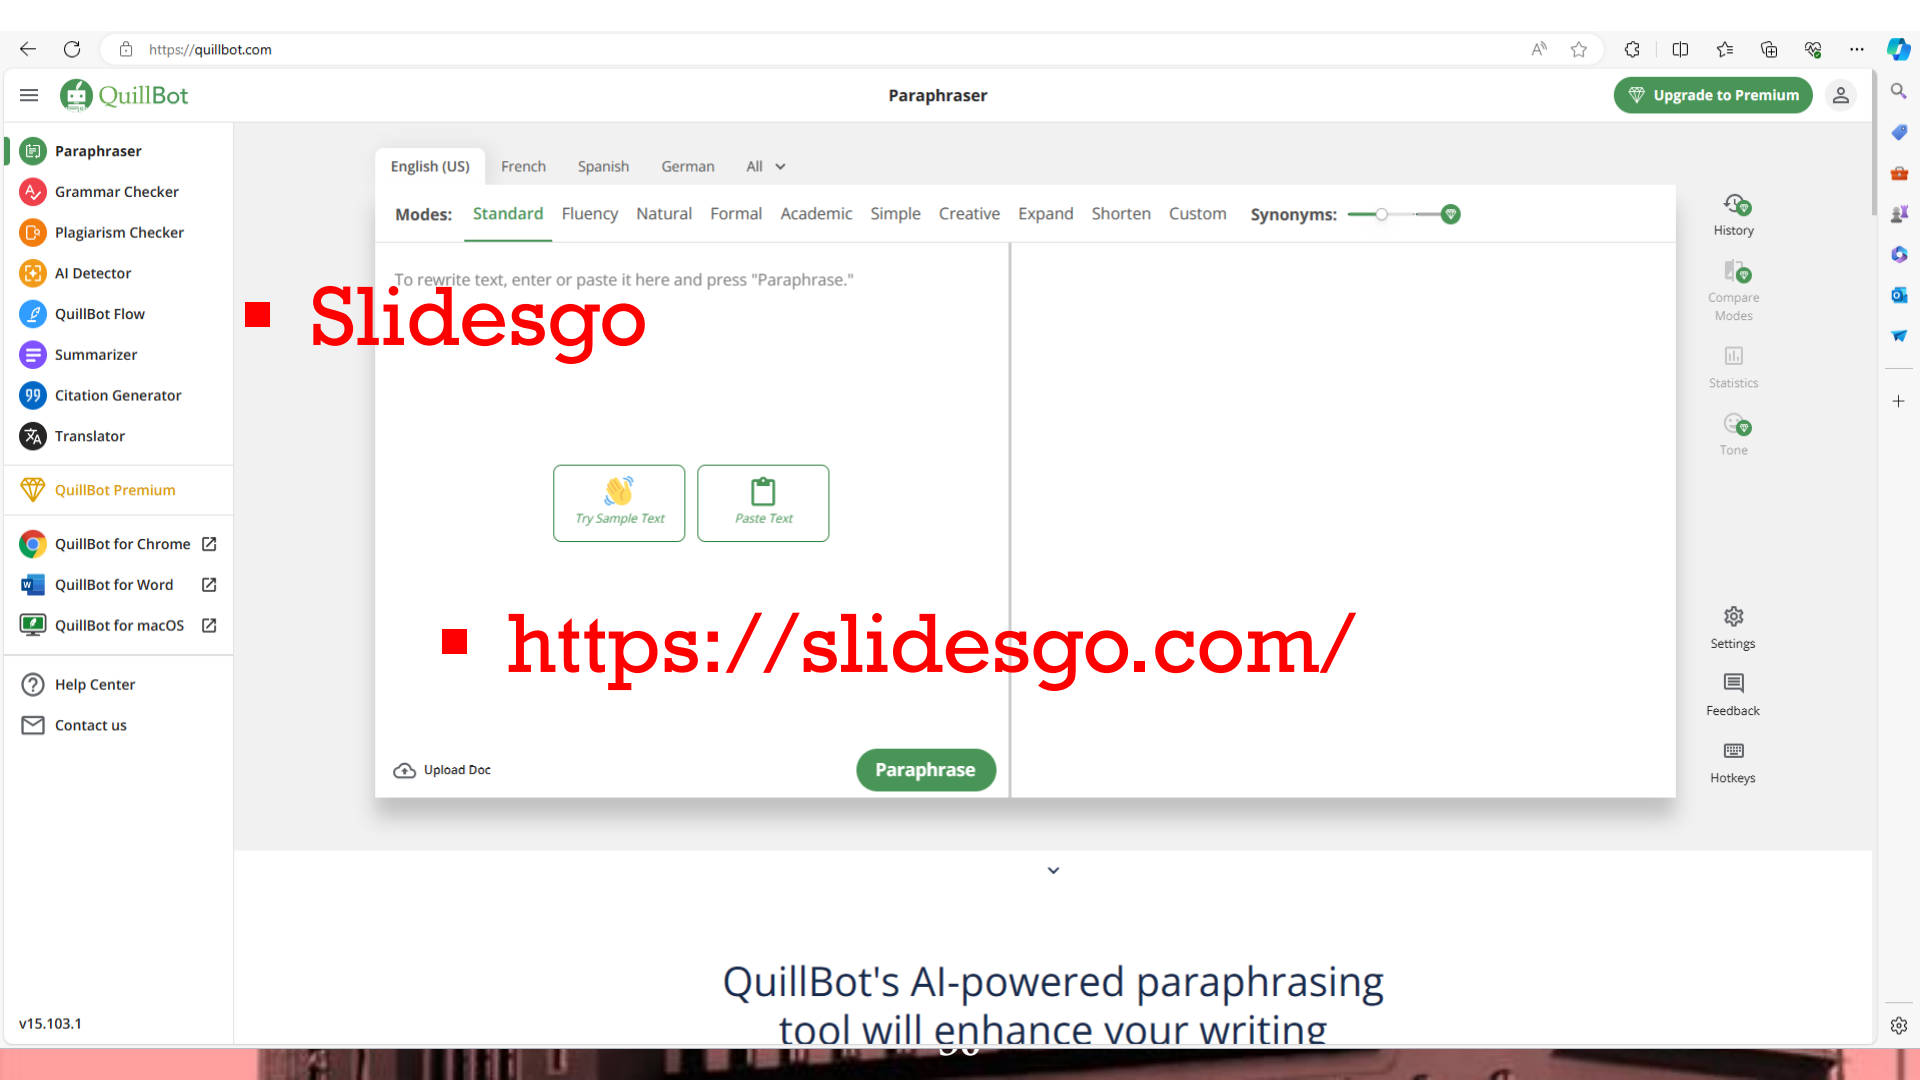 https://quillbot.com
QuillBot
Paraphraser
Upgrade to Premium
Paraphraser
Grammar Checker
Plagiarism Checker
AI Detector
QuillBot Flow
Summarizer
Citation Generator
Translator
QuillBot Premium
QuillBot for Chrome
QuillBot for Word
QuillBot for macOS
Help Center
Contact us
v15.103.1
English (US) French Spanish German All
Modes: Standard Fluency Natural Formal Academic Simple Creative Expand Shorten Custom Synonyms:
To rewrite text, enter or paste it here and press "Paraphrase."
▪ Slidesgo
Try Sample Text Paste Text
▪ https://slidesgo.com/
Upload Doc Paraphrase
History
Compare
Modes
Statistics
Tone
Settings
Feedback
Hotkeys
QuillBot's AI-powered paraphrasing
tool will enhance your writing